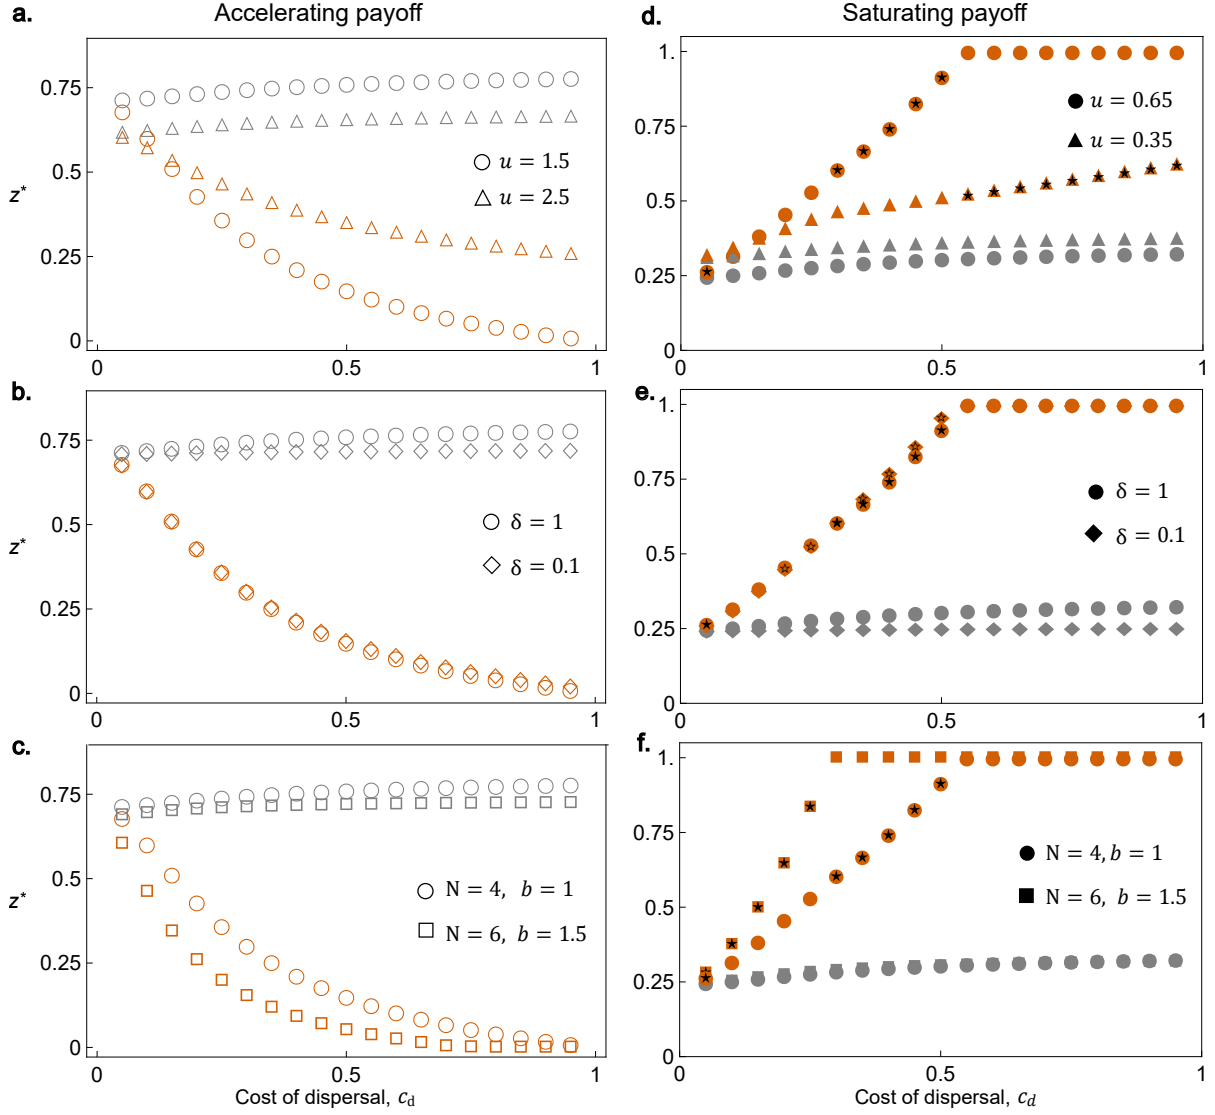 a.
Accelerating payoff
0.75
0.5
0.25
0
z*
u = 1.5
u = 2.5
0
0.5
1
b.
0.75
0.5
0.25
0
z*
δ = 1
δ = 0.1
0
0.5
1
c.
0.75
0.5
0.25
0
z*
N = 4, b = 1
N = 6, b = 1.5
0
0.5
1
Cost of dispersal, c_d
d.
Saturating payoff
1.
0.75
0.5
0.25
0
u = 0.65
u = 0.35
0
0.5
1
e.
1.
0.75
0.5
0.25
0
δ = 1
δ = 0.1
0
0.5
1
f.
1.
0.75
0.5
0.25
0
N = 4, b = 1
N = 6, b = 1.5
0
0.5
1
Cost of dispersal, c_d